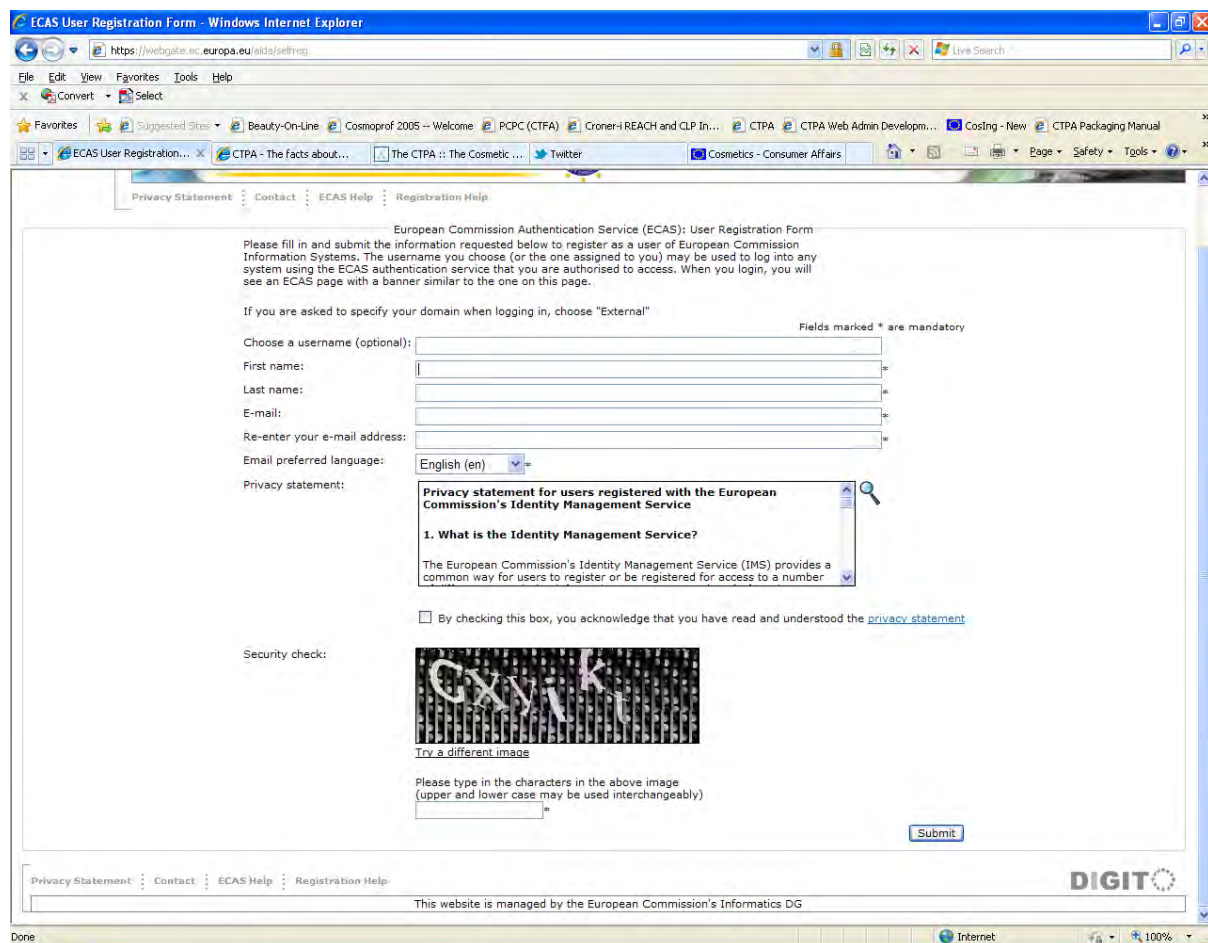 ECAS User Registration Form - Windows Internet Explorer
https://webgate.ec.europa.eu/aida/selfreg
Live Search
File Edit View Favorites Tools Help
Convert Select
Favorites Suggested Sites Beauty-On-Line Cosmoprof 2005 -- Welcome PCPC (CTFA) Croner-i REACH and CLP In... CTPA CTPA Web Admin Developm... CosIng - New CTPA Packaging Manual
ECAS User Registration... CTPA - The facts about... The CTPA :: The Cosmetic ... Twitter Cosmetics - Consumer Affairs Page Safety Tools
Privacy Statement Contact ECAS Help Registration Help
European Commission Authentication Service (ECAS): User Registration Form
Please fill in and submit the information requested below to register as a user of European Commission
Information Systems. The username you choose (or the one assigned to you) may be used to log into any
system using the ECAS authentication service that you are authorised to access. When you login, you will
see an ECAS page with a banner similar to the one on this page.
If you are asked to specify your domain when logging in, choose "External"
Fields marked * are mandatory
Choose a username (optional):
First name: *
Last name: *
E-mail: *
Re-enter your e-mail address: *
Email preferred language: English (en) *
Privacy statement:
Privacy statement for users registered with the European
Commission's Identity Management Service
1. What is the Identity Management Service?
The European Commission's Identity Management Service (IMS) provides a
common way for users to register or be registered for access to a number
By checking this box, you acknowledge that you have read and understood the privacy statement
Security check:
Try a different image
Please type in the characters in the above image
(upper and lower case may be used interchangeably)
*
Submit
Privacy Statement Contact ECAS Help Registration Help
DIGIT
This website is managed by the European Commission's Informatics DG
Done Internet 100%